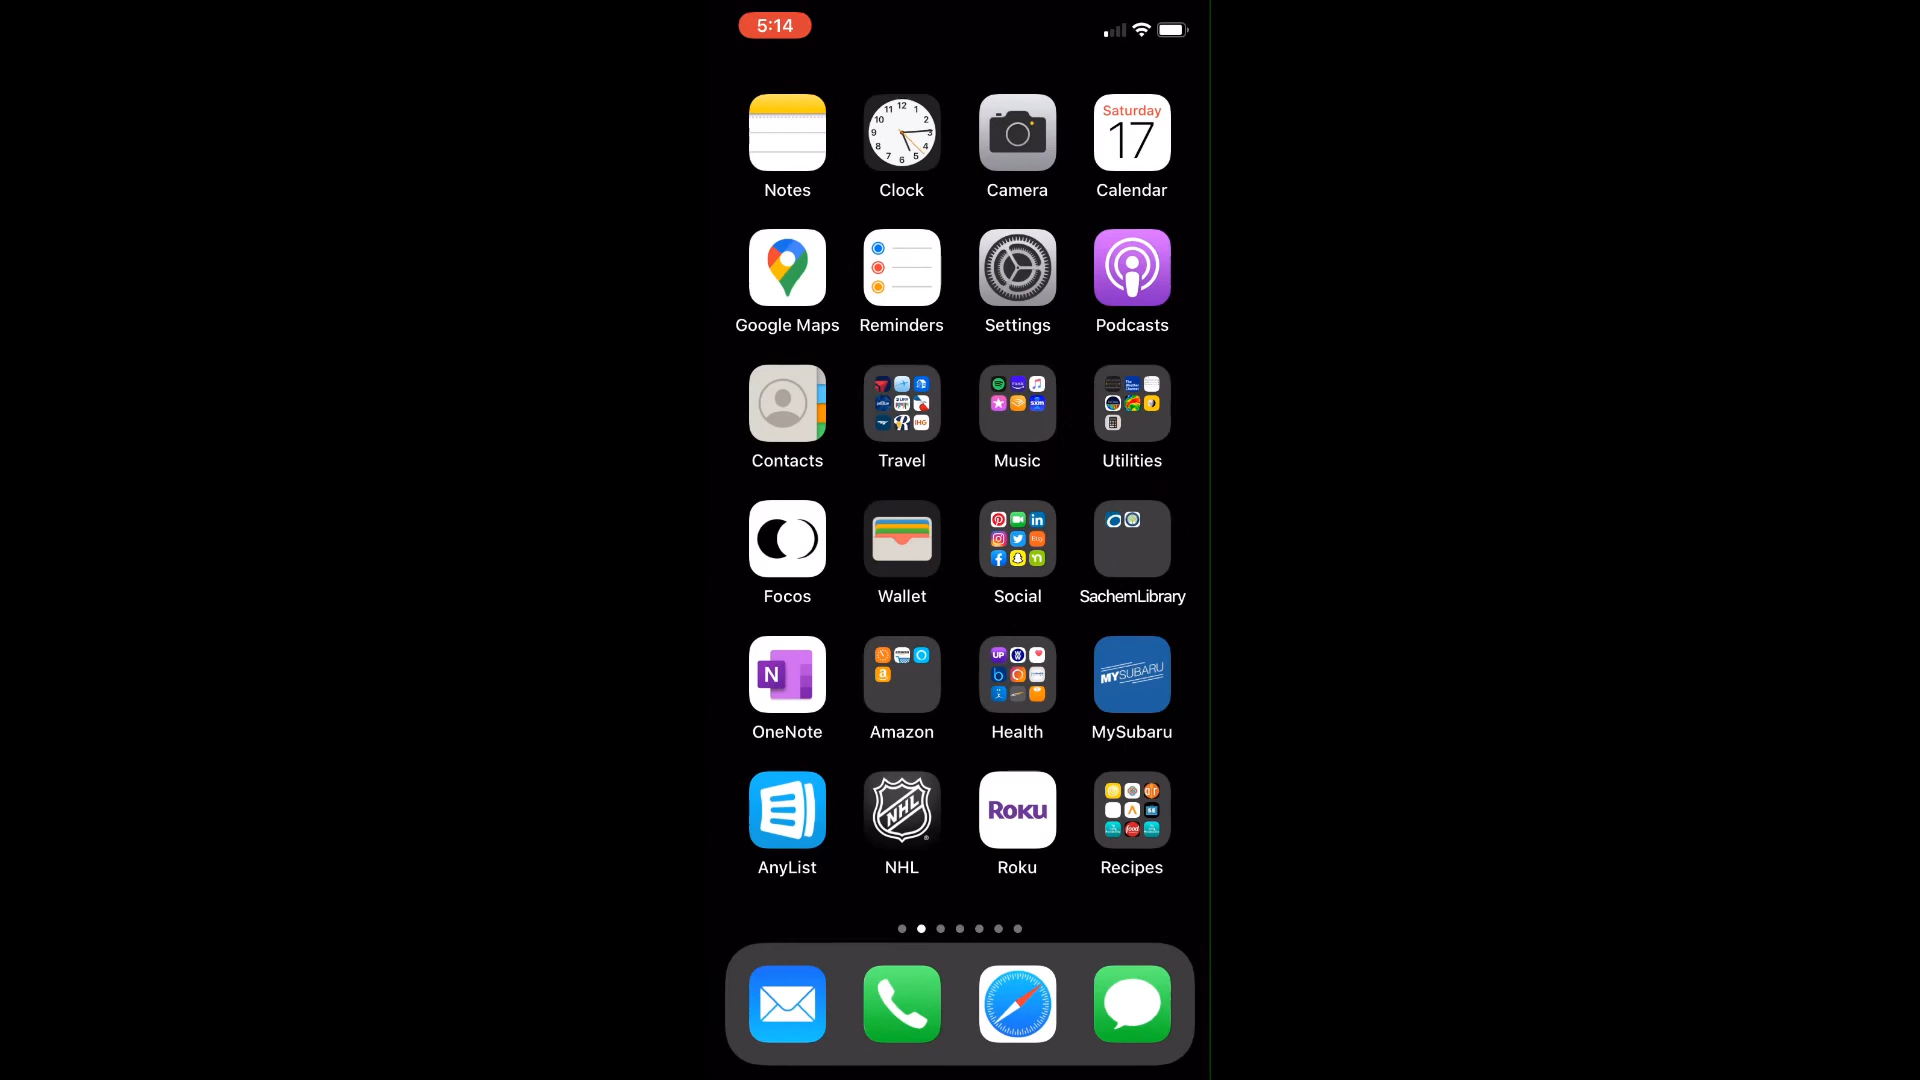 5:14
Saturday
17
Notes
Clock
Camera
Calendar
Google Maps
Reminders
Settings
Podcasts
Contacts
Travel
Music
Utilities
Focos
Wallet
Social
SachemLibrary
N
MYSUBARU
OneNote
Amazon
Health
MySubaru
NHL
Roku
AnyList
NHL
Roku
Recipes